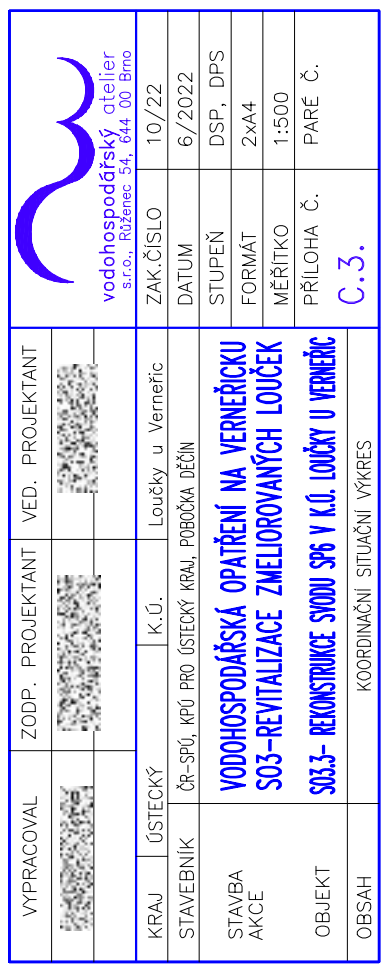 VYPRACOVAL
ZODP. PROJEKTANT
VED. PROJEKTANT
vodohospodářský atelier
s.r.o., Růženec 54, 644 00 Brno
KRAJ ÚSTECKÝ K.Ú. Loučky u Verneřic
STAVEBNÍK ČR-SPÚ, KPÚ PRO ÚSTECKÝ KRAJ, POBOČKA DĚČÍN
STAVBA
AKCE
VODOHOSPODÁŘSKÁ OPATŘENÍ NA VERNEŘICKU
SO3-REVITALIZACE ZMELIOROVANÝCH LOUČEK
OBJEKT
SO3.3- REKONSTRUKCE SVODU SP6 V K.Ú. LOUČKY U VERNEŘIC
OBSAH KOORDINAČNÍ SITUAČNÍ VÝKRES
ZAK.ČÍSLO 10/22
DATUM 6/2022
STUPEŇ DSP, DPS
FORMÁT 2xA4
MĚŘÍTKO 1:500
PŘÍLOHA Č. PARÉ Č.
C.3.